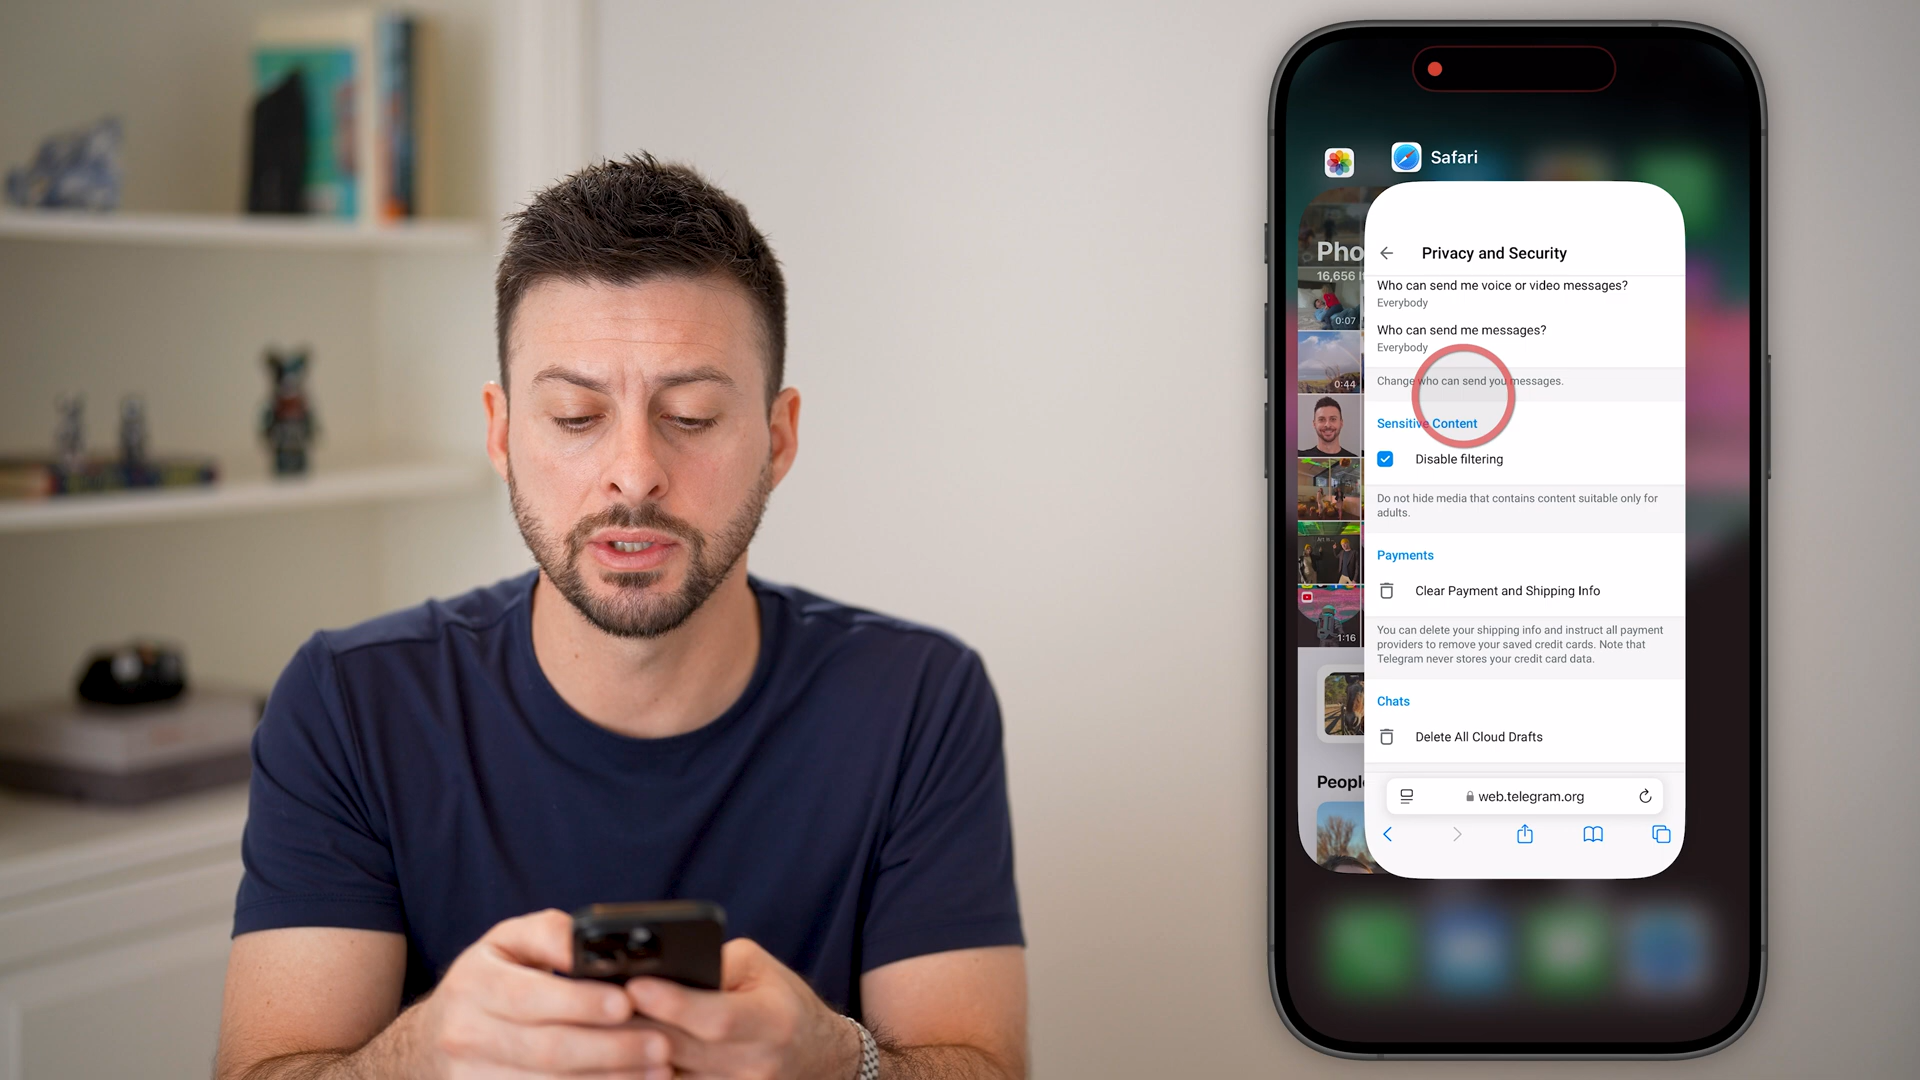 Safari
Pho
16,656 I
0:07
0:44
1:16
Peopl
Privacy and Security
Who can send me voice or video messages?
Everybody
Who can send me messages?
Everybody
Change who can send you messages.
Sensitive Content
Disable filtering
Do not hide media that contains content suitable only for
adults.
Payments
Clear Payment and Shipping Info
You can delete your shipping info and instruct all payment
providers to remove your saved credit cards. Note that
Telegram never stores your credit card data.
Chats
Delete All Cloud Drafts
web.telegram.org